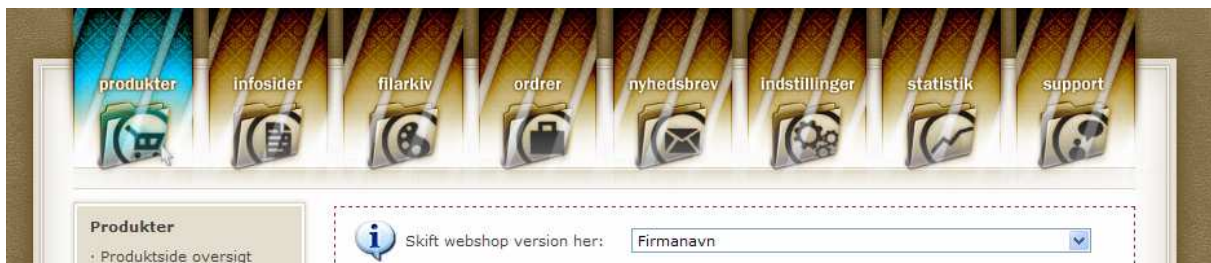 produkter infosider filarkiv ordrer nyhedsbrev indstillinger statistik support
Produkter
· Produktside oversigt
Skift webshop version her: Firmanavn